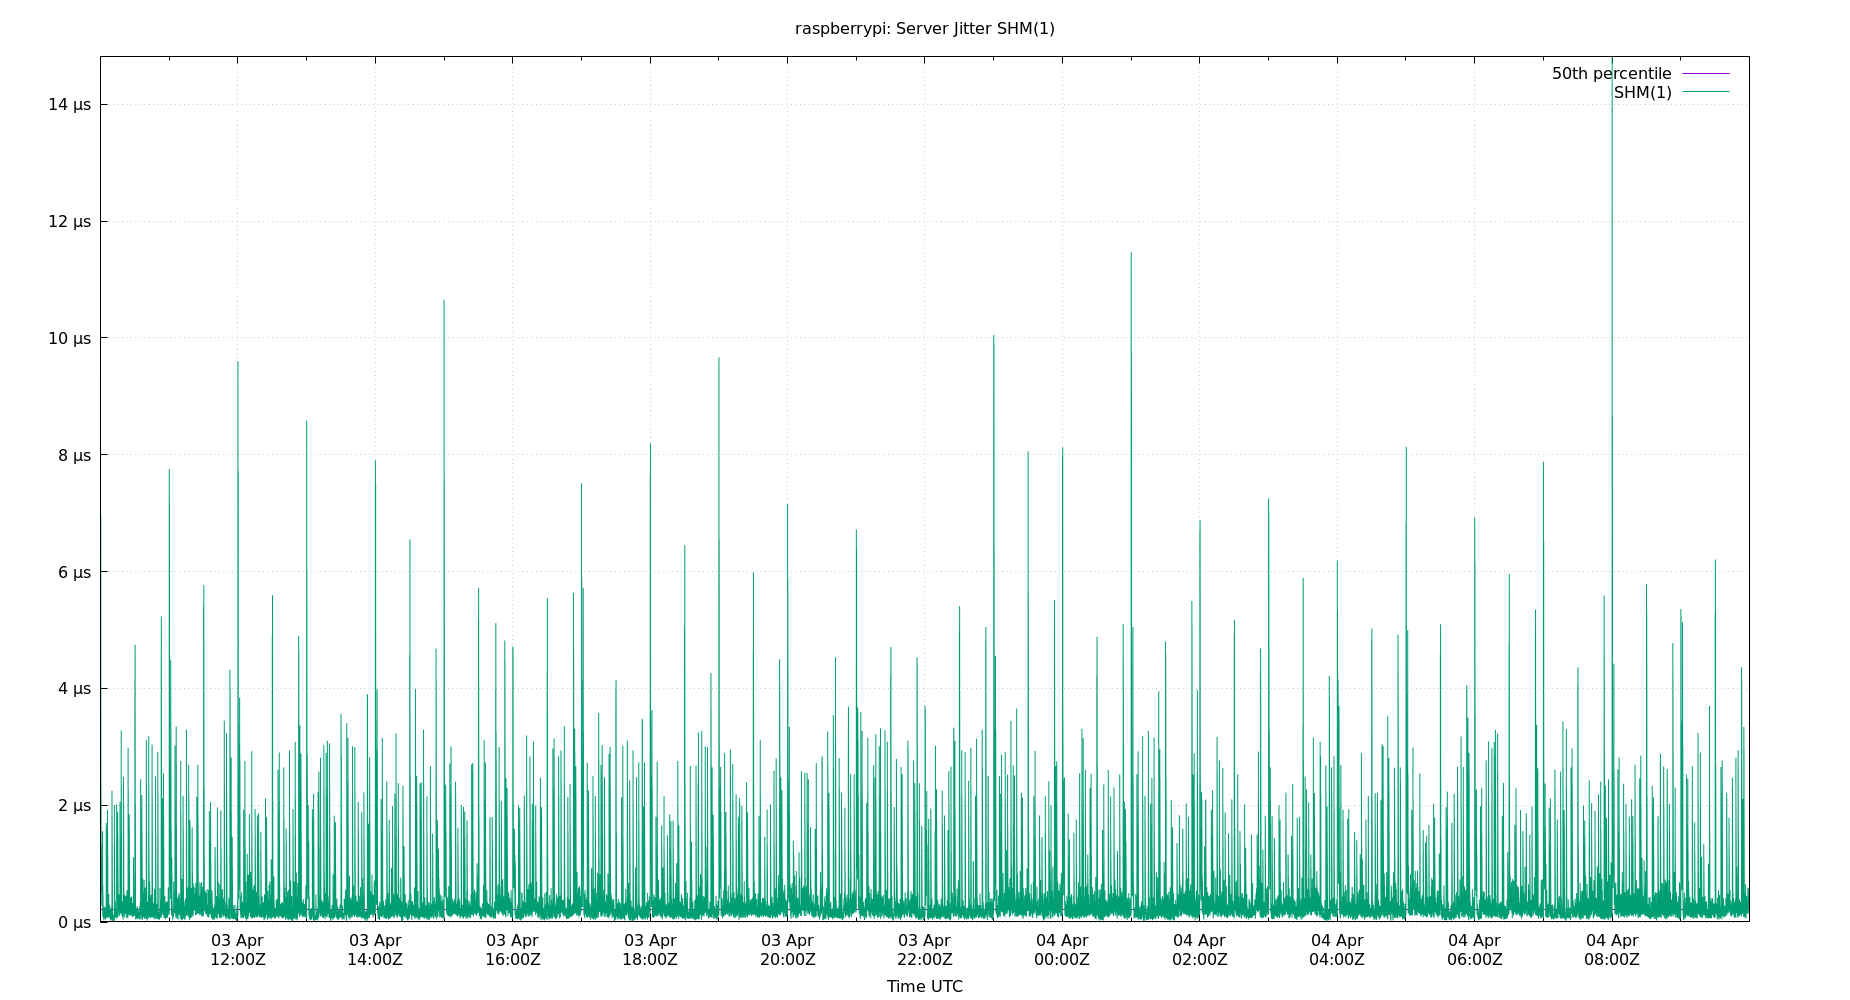 raspberrypi: Server Jitter SHM(1)
50th percentile
SHM(1)
14 µs
12 µs
10 µs
8 µs
6 µs
4 µs
2 µs
0 µs
03 Apr 03 Apr 03 Apr 03 Apr 03 Apr 03 Apr 04 Apr 04 Apr 04 Apr 04 Apr 04 Apr
12:00Z 14:00Z 16:00Z 18:00Z 20:00Z 22:00Z 00:00Z 02:00Z 04:00Z 06:00Z 08:00Z
Time UTC